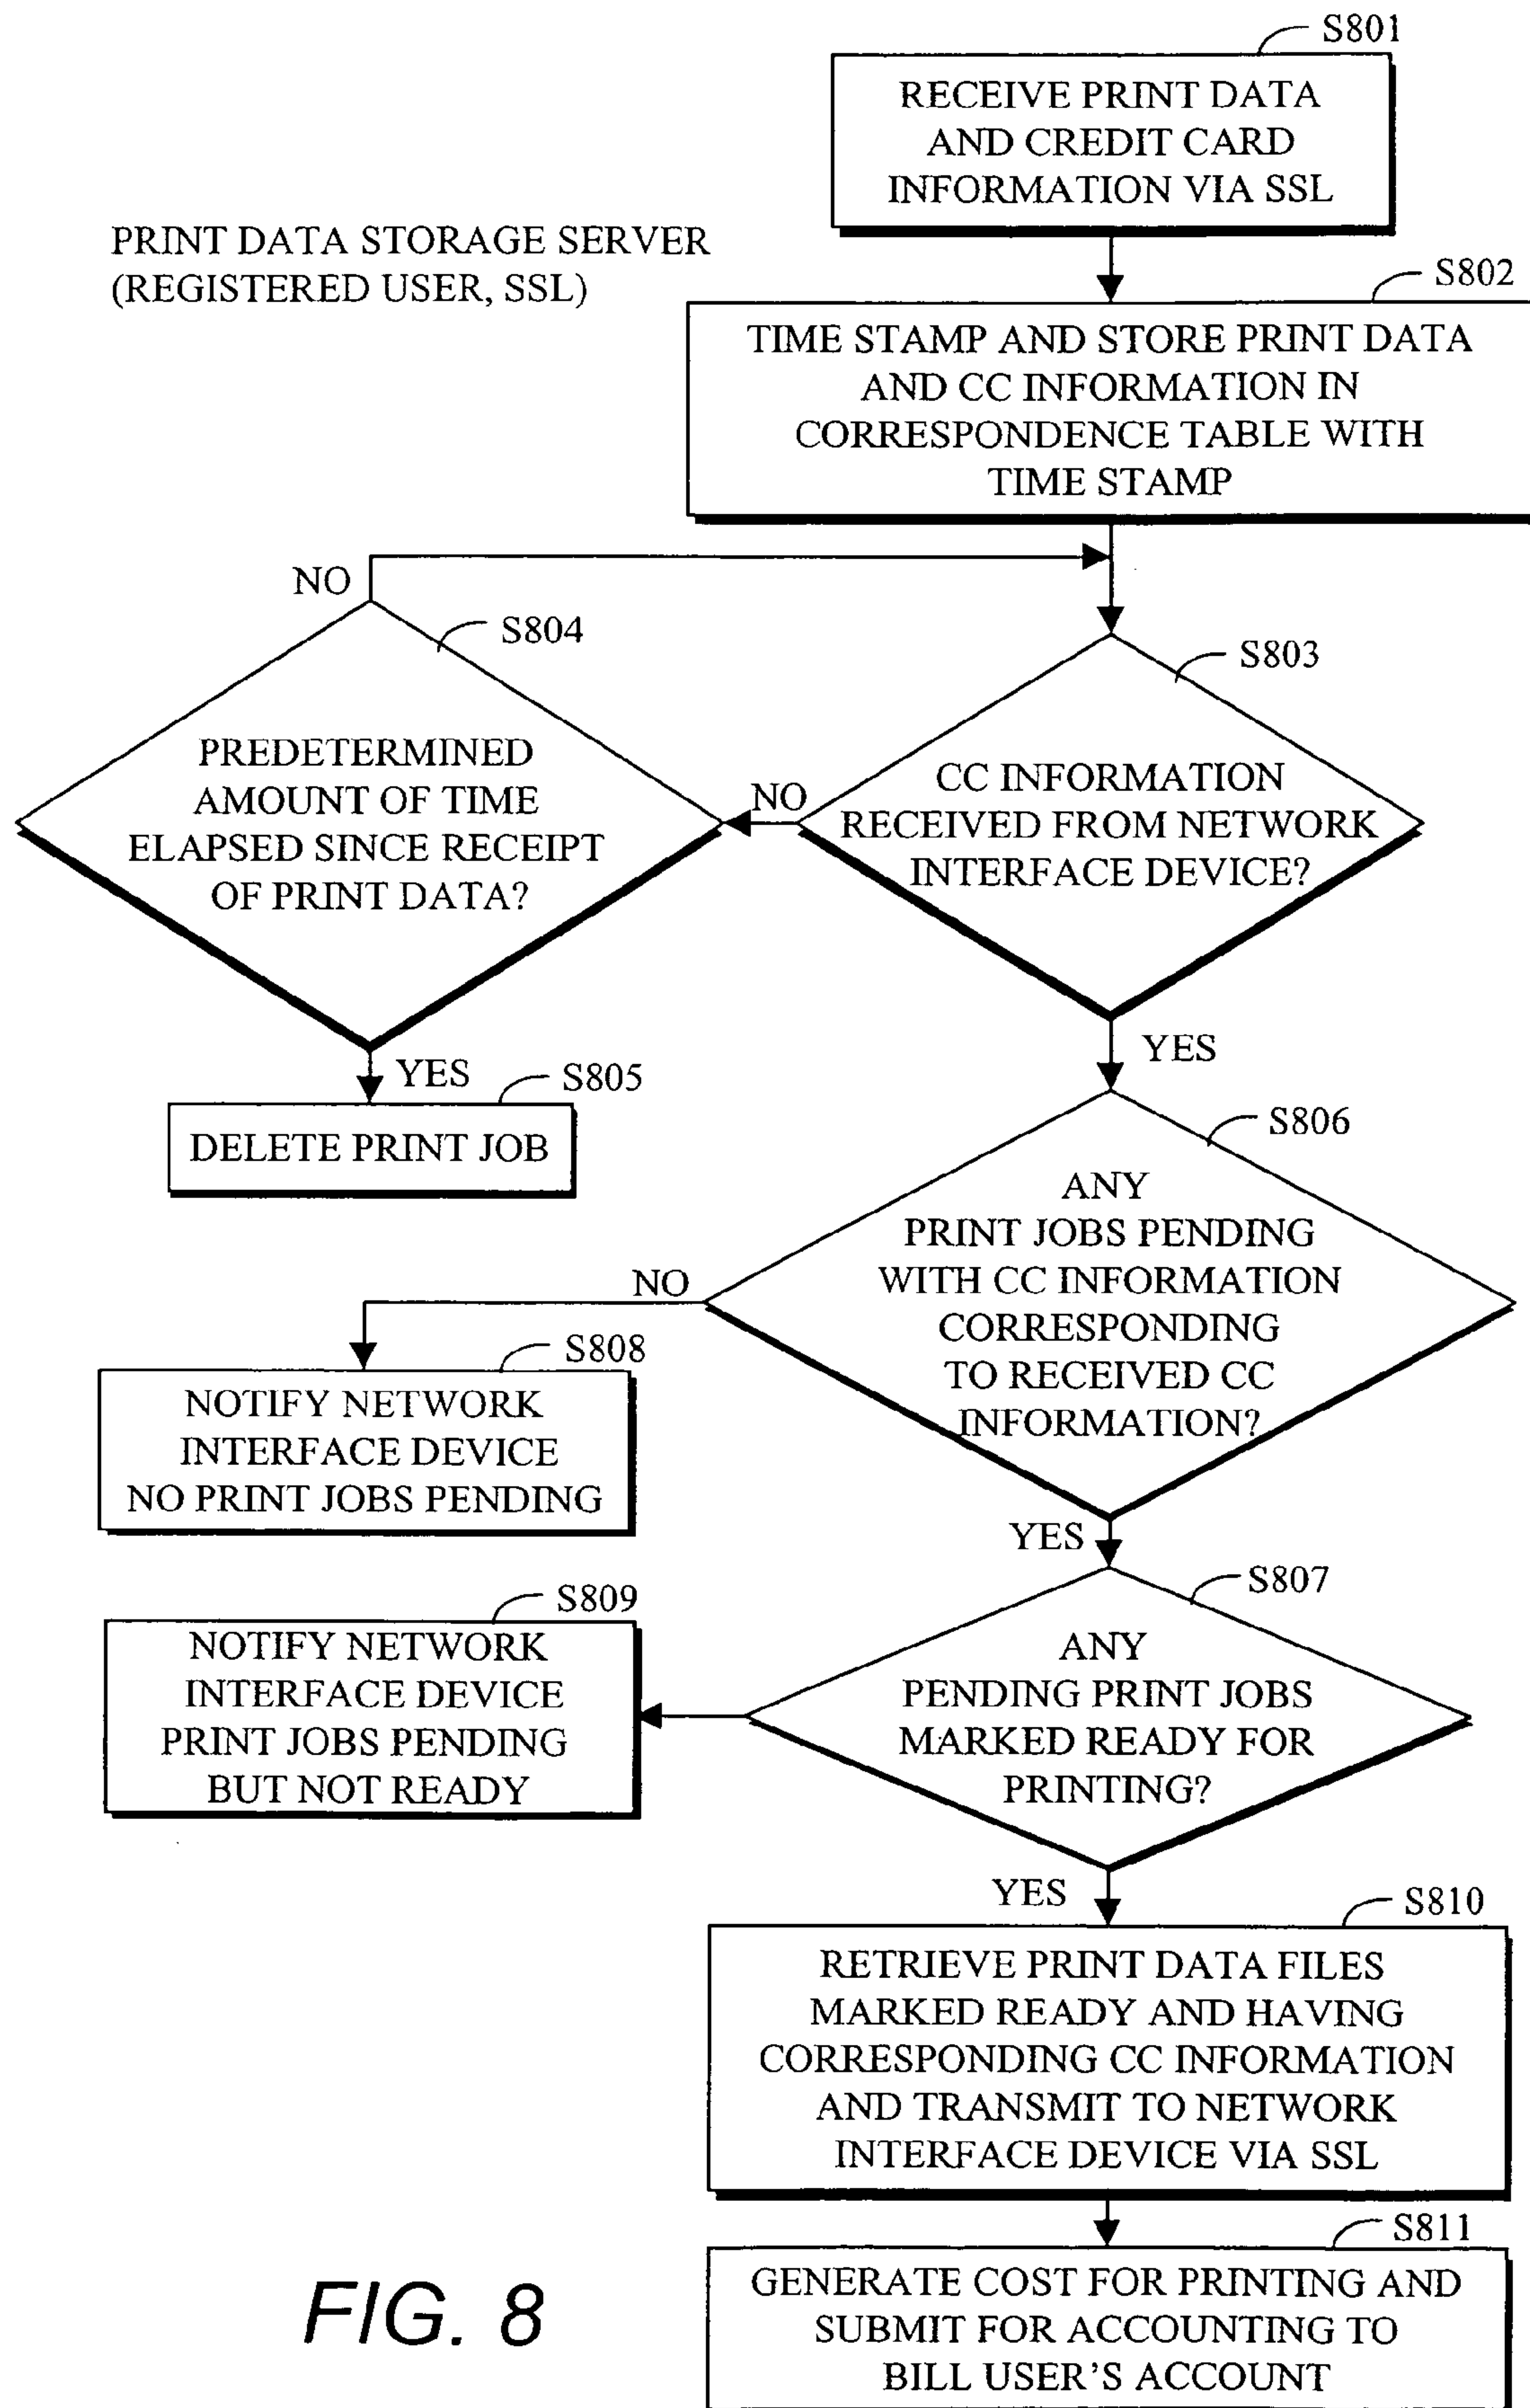 S801
RECEIVE PRINT DATA
AND CREDIT CARD
INFORMATION VIA SSL
PRINT DATA STORAGE SERVER
(REGISTERED USER, SSL)
S802
TIME STAMP AND STORE PRINT DATA
AND CC INFORMATION IN
CORRESPONDENCE TABLE WITH
TIME STAMP
NO
S804
PREDETERMINED
AMOUNT OF TIME
ELAPSED SINCE RECEIPT
OF PRINT DATA?
S803
CC INFORMATION
RECEIVED FROM NETWORK
INTERFACE DEVICE?
NO
YES
S805
DELETE PRINT JOB
YES
S806
ANY
PRINT JOBS PENDING
WITH CC INFORMATION
CORRESPONDING
TO RECEIVED CC
INFORMATION?
NO
S808
NOTIFY NETWORK
INTERFACE DEVICE
NO PRINT JOBS PENDING
YES
S807
ANY
PENDING PRINT JOBS
MARKED READY FOR
PRINTING?
S809
NOTIFY NETWORK
INTERFACE DEVICE
PRINT JOBS PENDING
BUT NOT READY
YES
S810
RETRIEVE PRINT DATA FILES
MARKED READY AND HAVING
CORRESPONDING CC INFORMATION
AND TRANSMIT TO NETWORK
INTERFACE DEVICE VIA SSL
S811
GENERATE COST FOR PRINTING AND
SUBMIT FOR ACCOUNTING TO
BILL USER'S ACCOUNT
FIG. 8